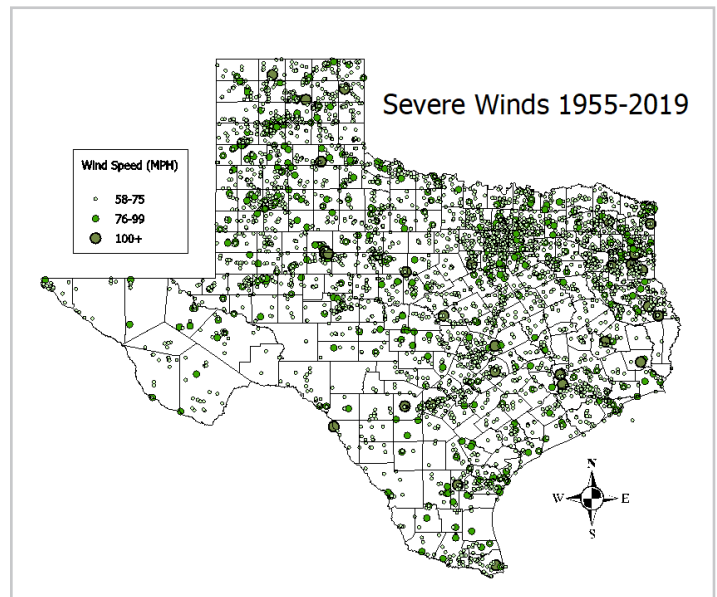 Severe Winds 1955-2019
Wind Speed (MPH)
58-75
76-99
100+
N
W E
S